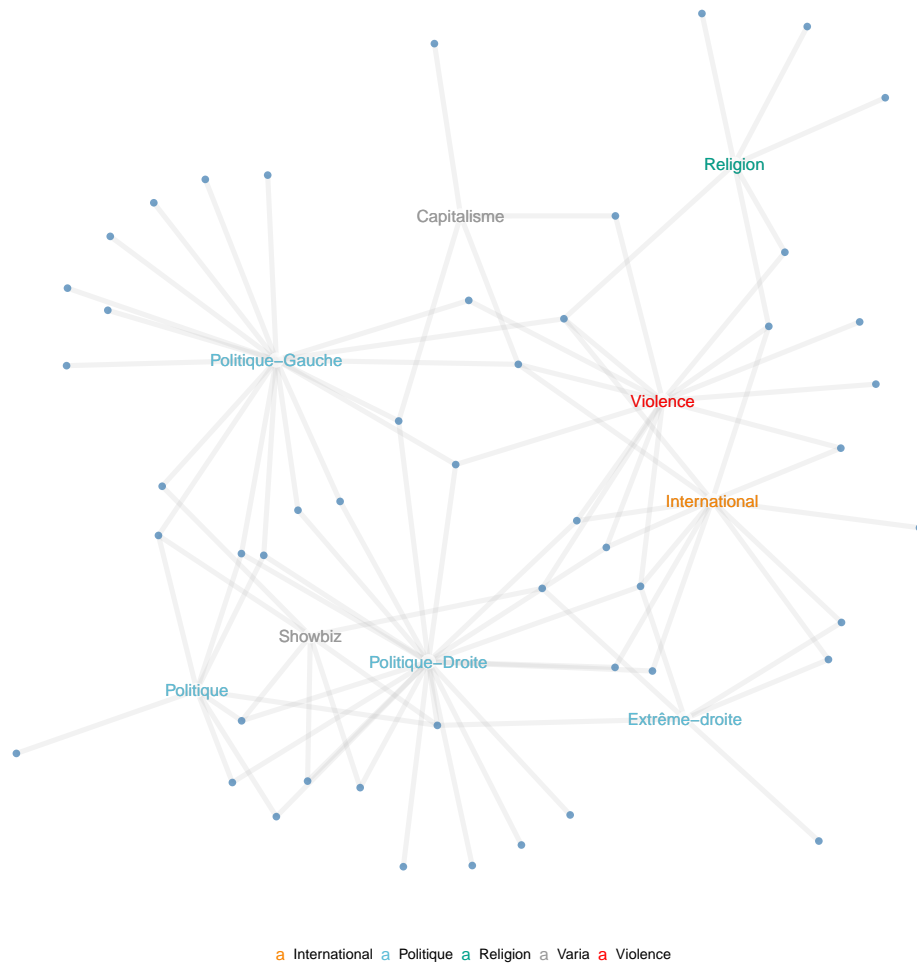 Religion
Capitalisme
Politique–Gauche
Violence
International
Showbiz
Politique–Droite
Politique
Extrême–droite
a International a Politique a Religion a Varia a Violence